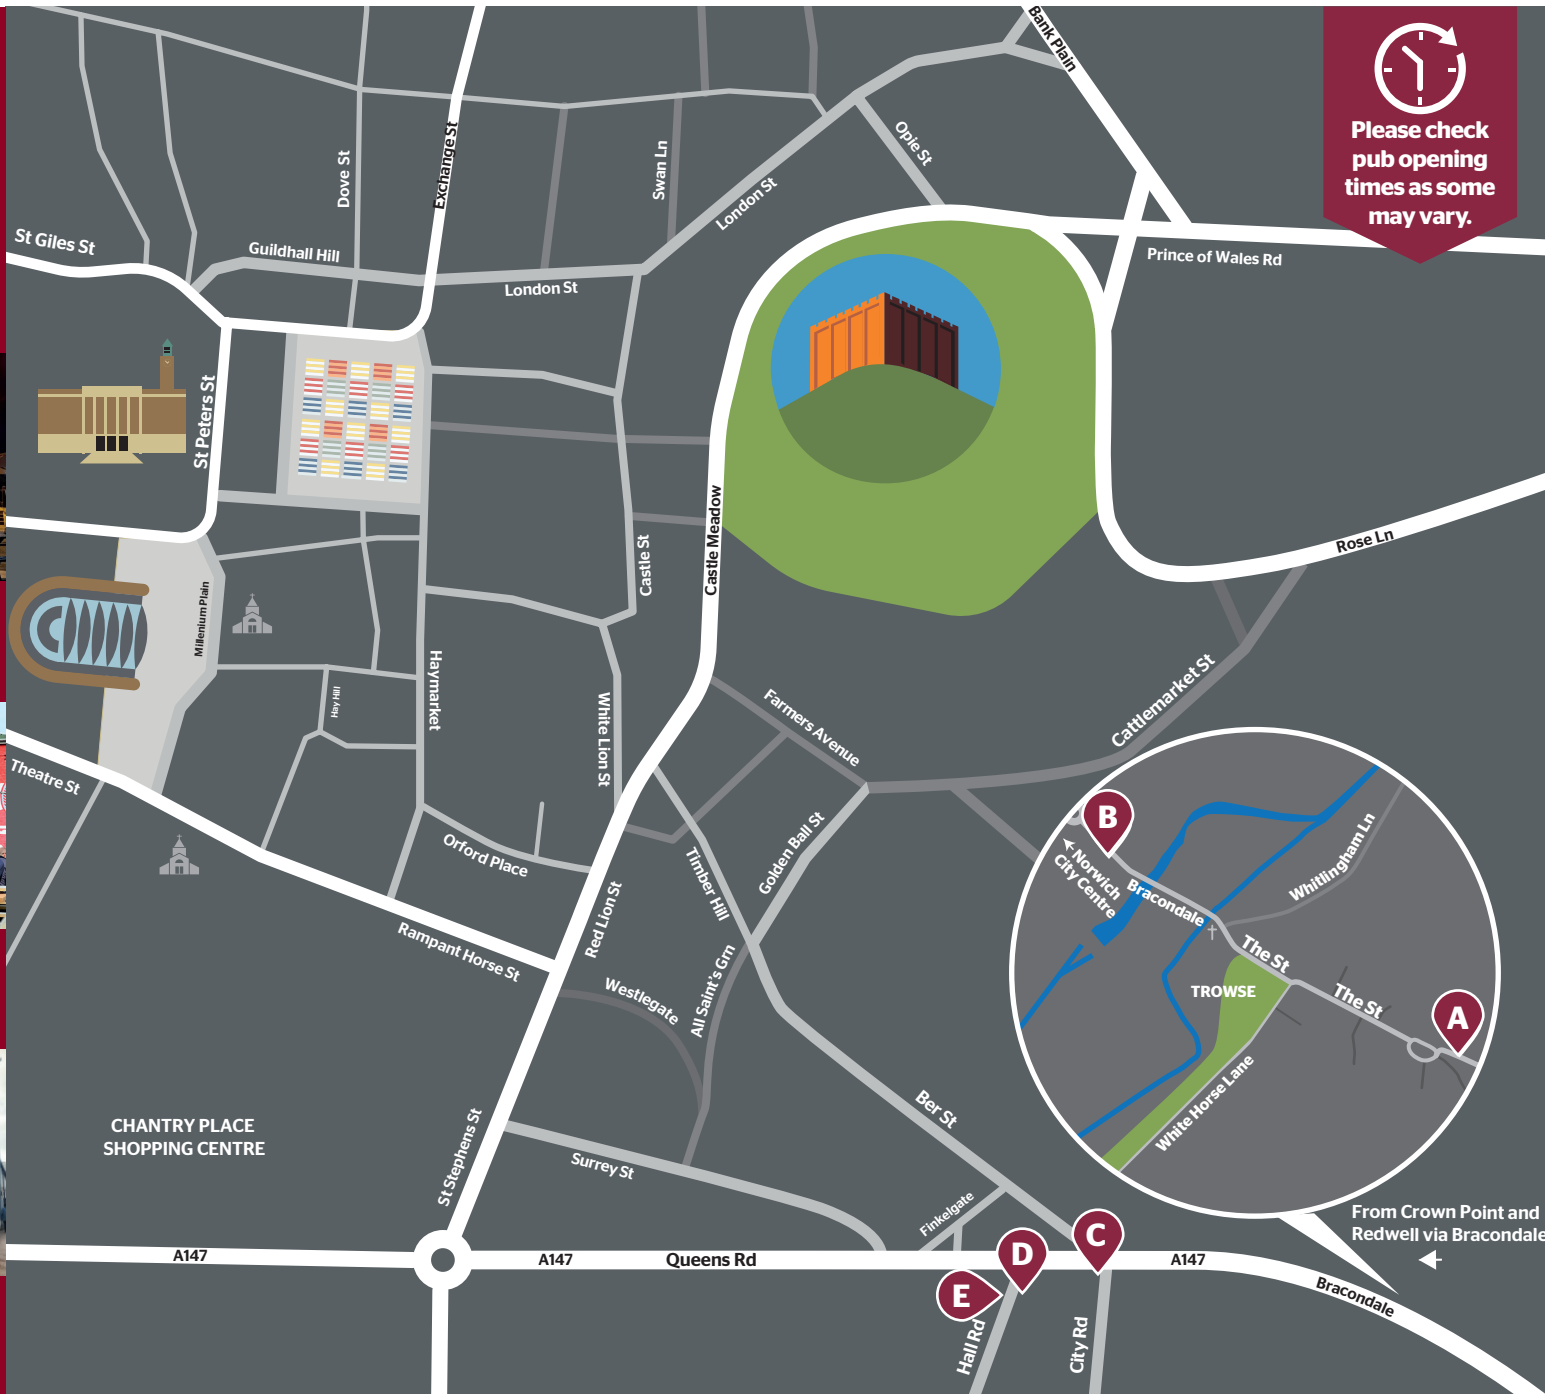 Bank Plain
Please check
pub opening
times as some
may vary.
Opie St
Dove St
Exchange St
Swan Ln
London St
St Giles St
Guildhall Hill
London St
Prince of Wales Rd
St Peters St
Castle Meadow
Castle St
Rose Ln
Millenium Plain
Haymarket
Hay Hill
White Lion St
Farmers Avenue
Cattlemarket St
Theatre St
Orford Place
Timber Hill
Golden Ball St
Red Lion St
Rampant Horse St
Westlegate
All Saint's Grn
B
Norwich
City Centre
Bracondale
Whitlingham Ln
The St
TROWSE
The St
A
White Horse Lane
CHANTRY PLACE
SHOPPING CENTRE
St Stephens St
Surrey St
Ber St
Finkelgate
From Crown Point and
Redwell via Bracondale
A147
A147
Queens Rd
D
C
A147
E
Bracondale
Hall Rd
City Rd